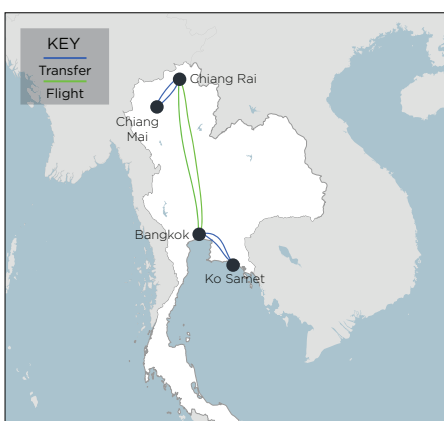 KEY
Transfer
Flight
Chiang Rai
Chiang
Mai
Bangkok
Ko Samet